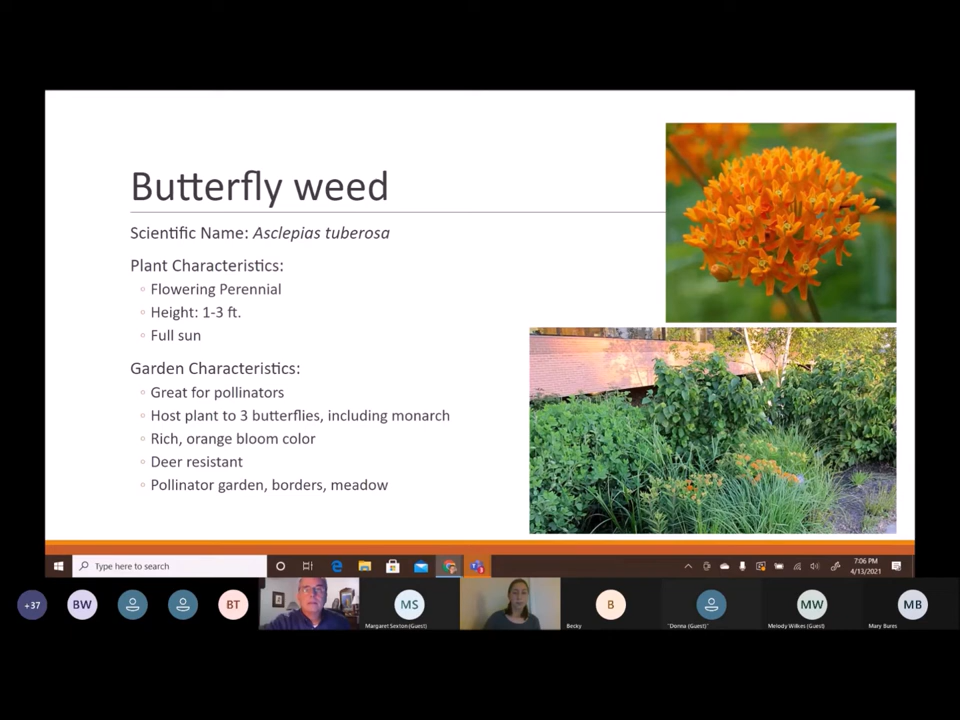 Butterfly weed
Scientific Name: Asclepias tuberosa
Plant Characteristics:
Flowering Perennial
Height: 1-3 ft.
Full sun
Garden Characteristics:
Great for pollinators
Host plant to 3 butterflies, including monarch
Rich, orange bloom color
Deer resistant
Pollinator garden, borders, meadow
Type here to search
7:06 PM
4/13/2021
+37
BW
BT
MS
B
MW
MB
Margaret Sexton (Guest)
Becky
"Donna (Guest)"
Melody Wilkes (Guest)
Mary Bures